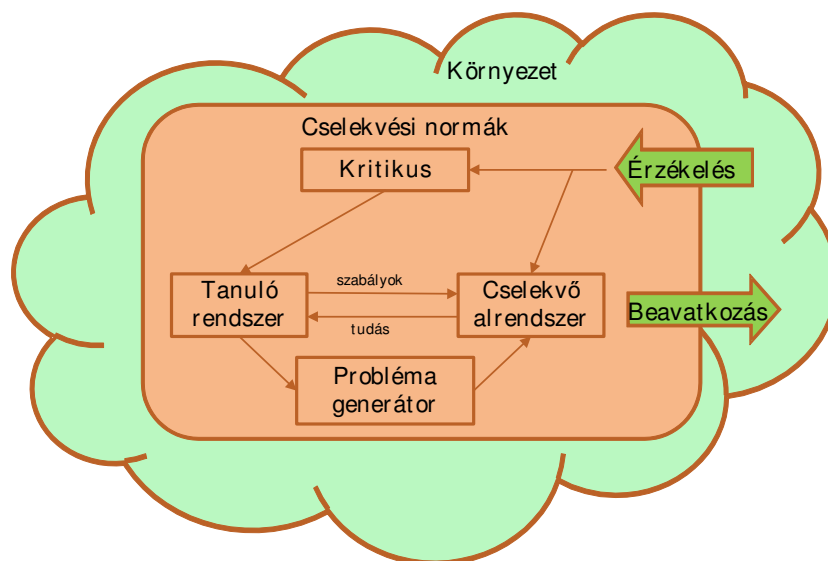 Környezet
Cselekvési normák
Kritikus
Érzékelés
Tanuló
rendszer
szabályok
tudás
Cselekvő
alrendszer
Beavatkozás
Probléma
generátor